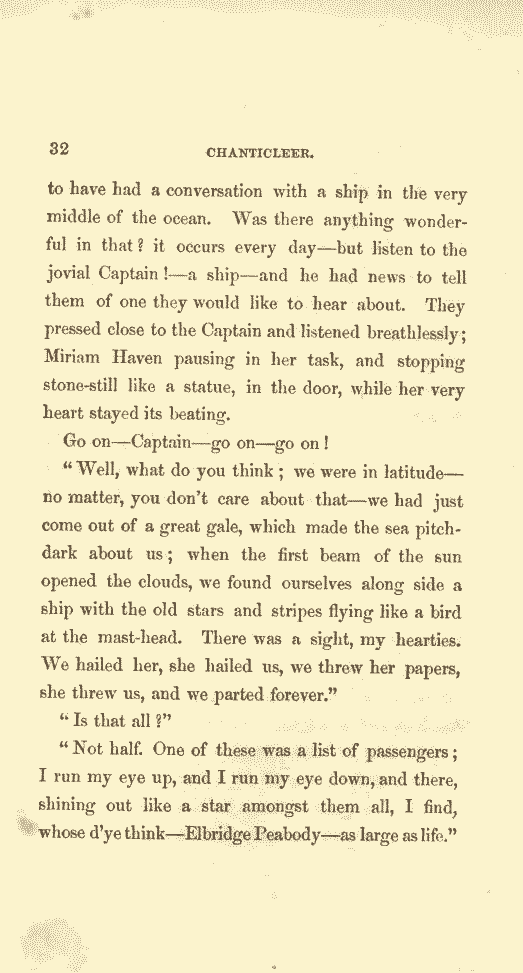 32
CHANTICLEER.
to have had a conversation with a ship in the very
middle of the ocean. Was there anything wonder-
ful in that? it occurs every day—but listen to the
jovial Captain!—a ship—and he had news to tell
them of one they would like to hear about. They
pressed close to the Captain and listened breathlessly;
Miriam Haven pausing in her task, and stopping
stone-still like a statue, in the door, while her very
heart stayed its beating.
Go on—Captain—go on—go on!
“Well, what do you think; we were in latitude—
no matter, you don’t care about that—we had just
come out of a great gale, which made the sea pitch-
dark about us; when the first beam of the sun
opened the clouds, we found ourselves along side a
ship with the old stars and stripes flying like a bird
at the mast-head. There was a sight, my hearties.
We hailed her, she hailed us, we threw her papers,
she threw us, and we parted forever.”
“Is that all?”
“Not half. One of these was a list of passengers;
I run my eye up, and I run my eye down, and there,
shining out like a star amongst them all, I find,
whose d’ye think—Elbridge Peabody—as large as life.”